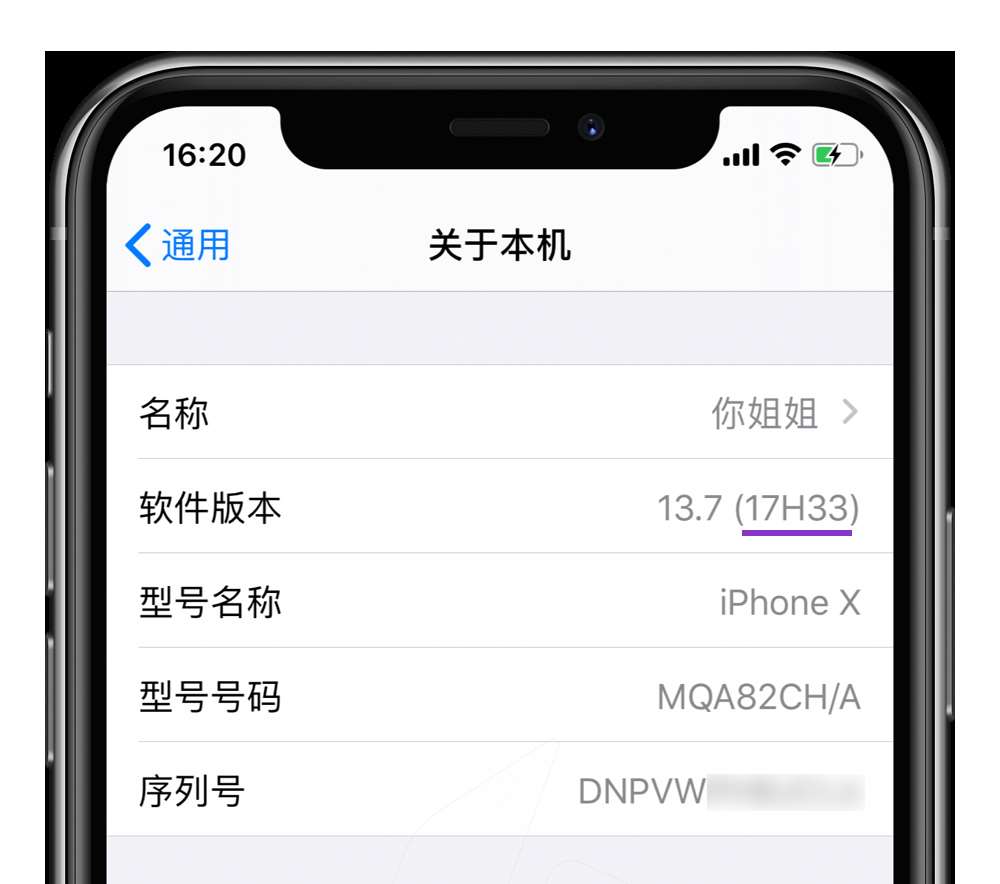 16:20
通用
关于本机
名称 你姐姐
软件版本 13.7 (17H33)
型号名称 iPhone X
型号号码 MQA82CH/A
序列号 DNPVW